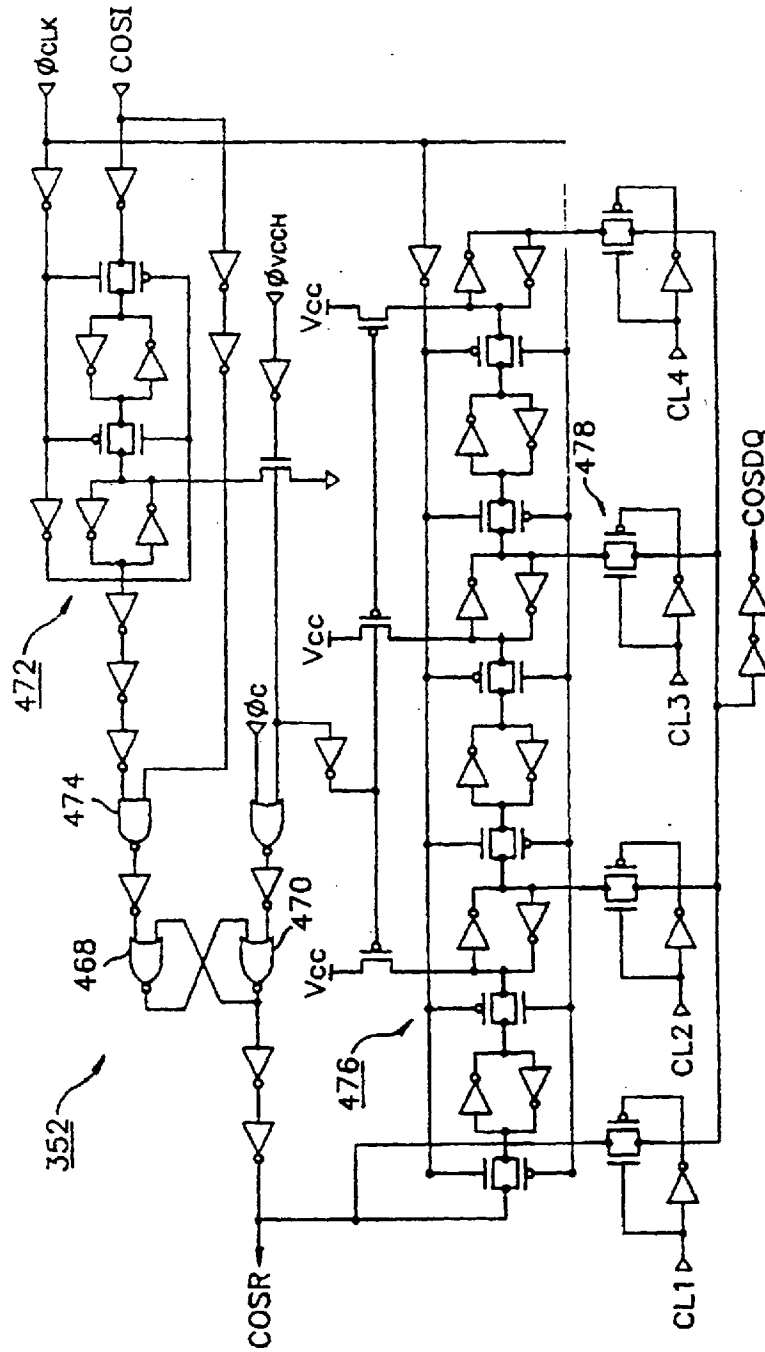 øCLK
COSI
øVCCH
472
474
øC
468
470
352
Vcc
Vcc
Vcc
476
478
COSR
CL1
CL2
CL3
CL4
COSDQ